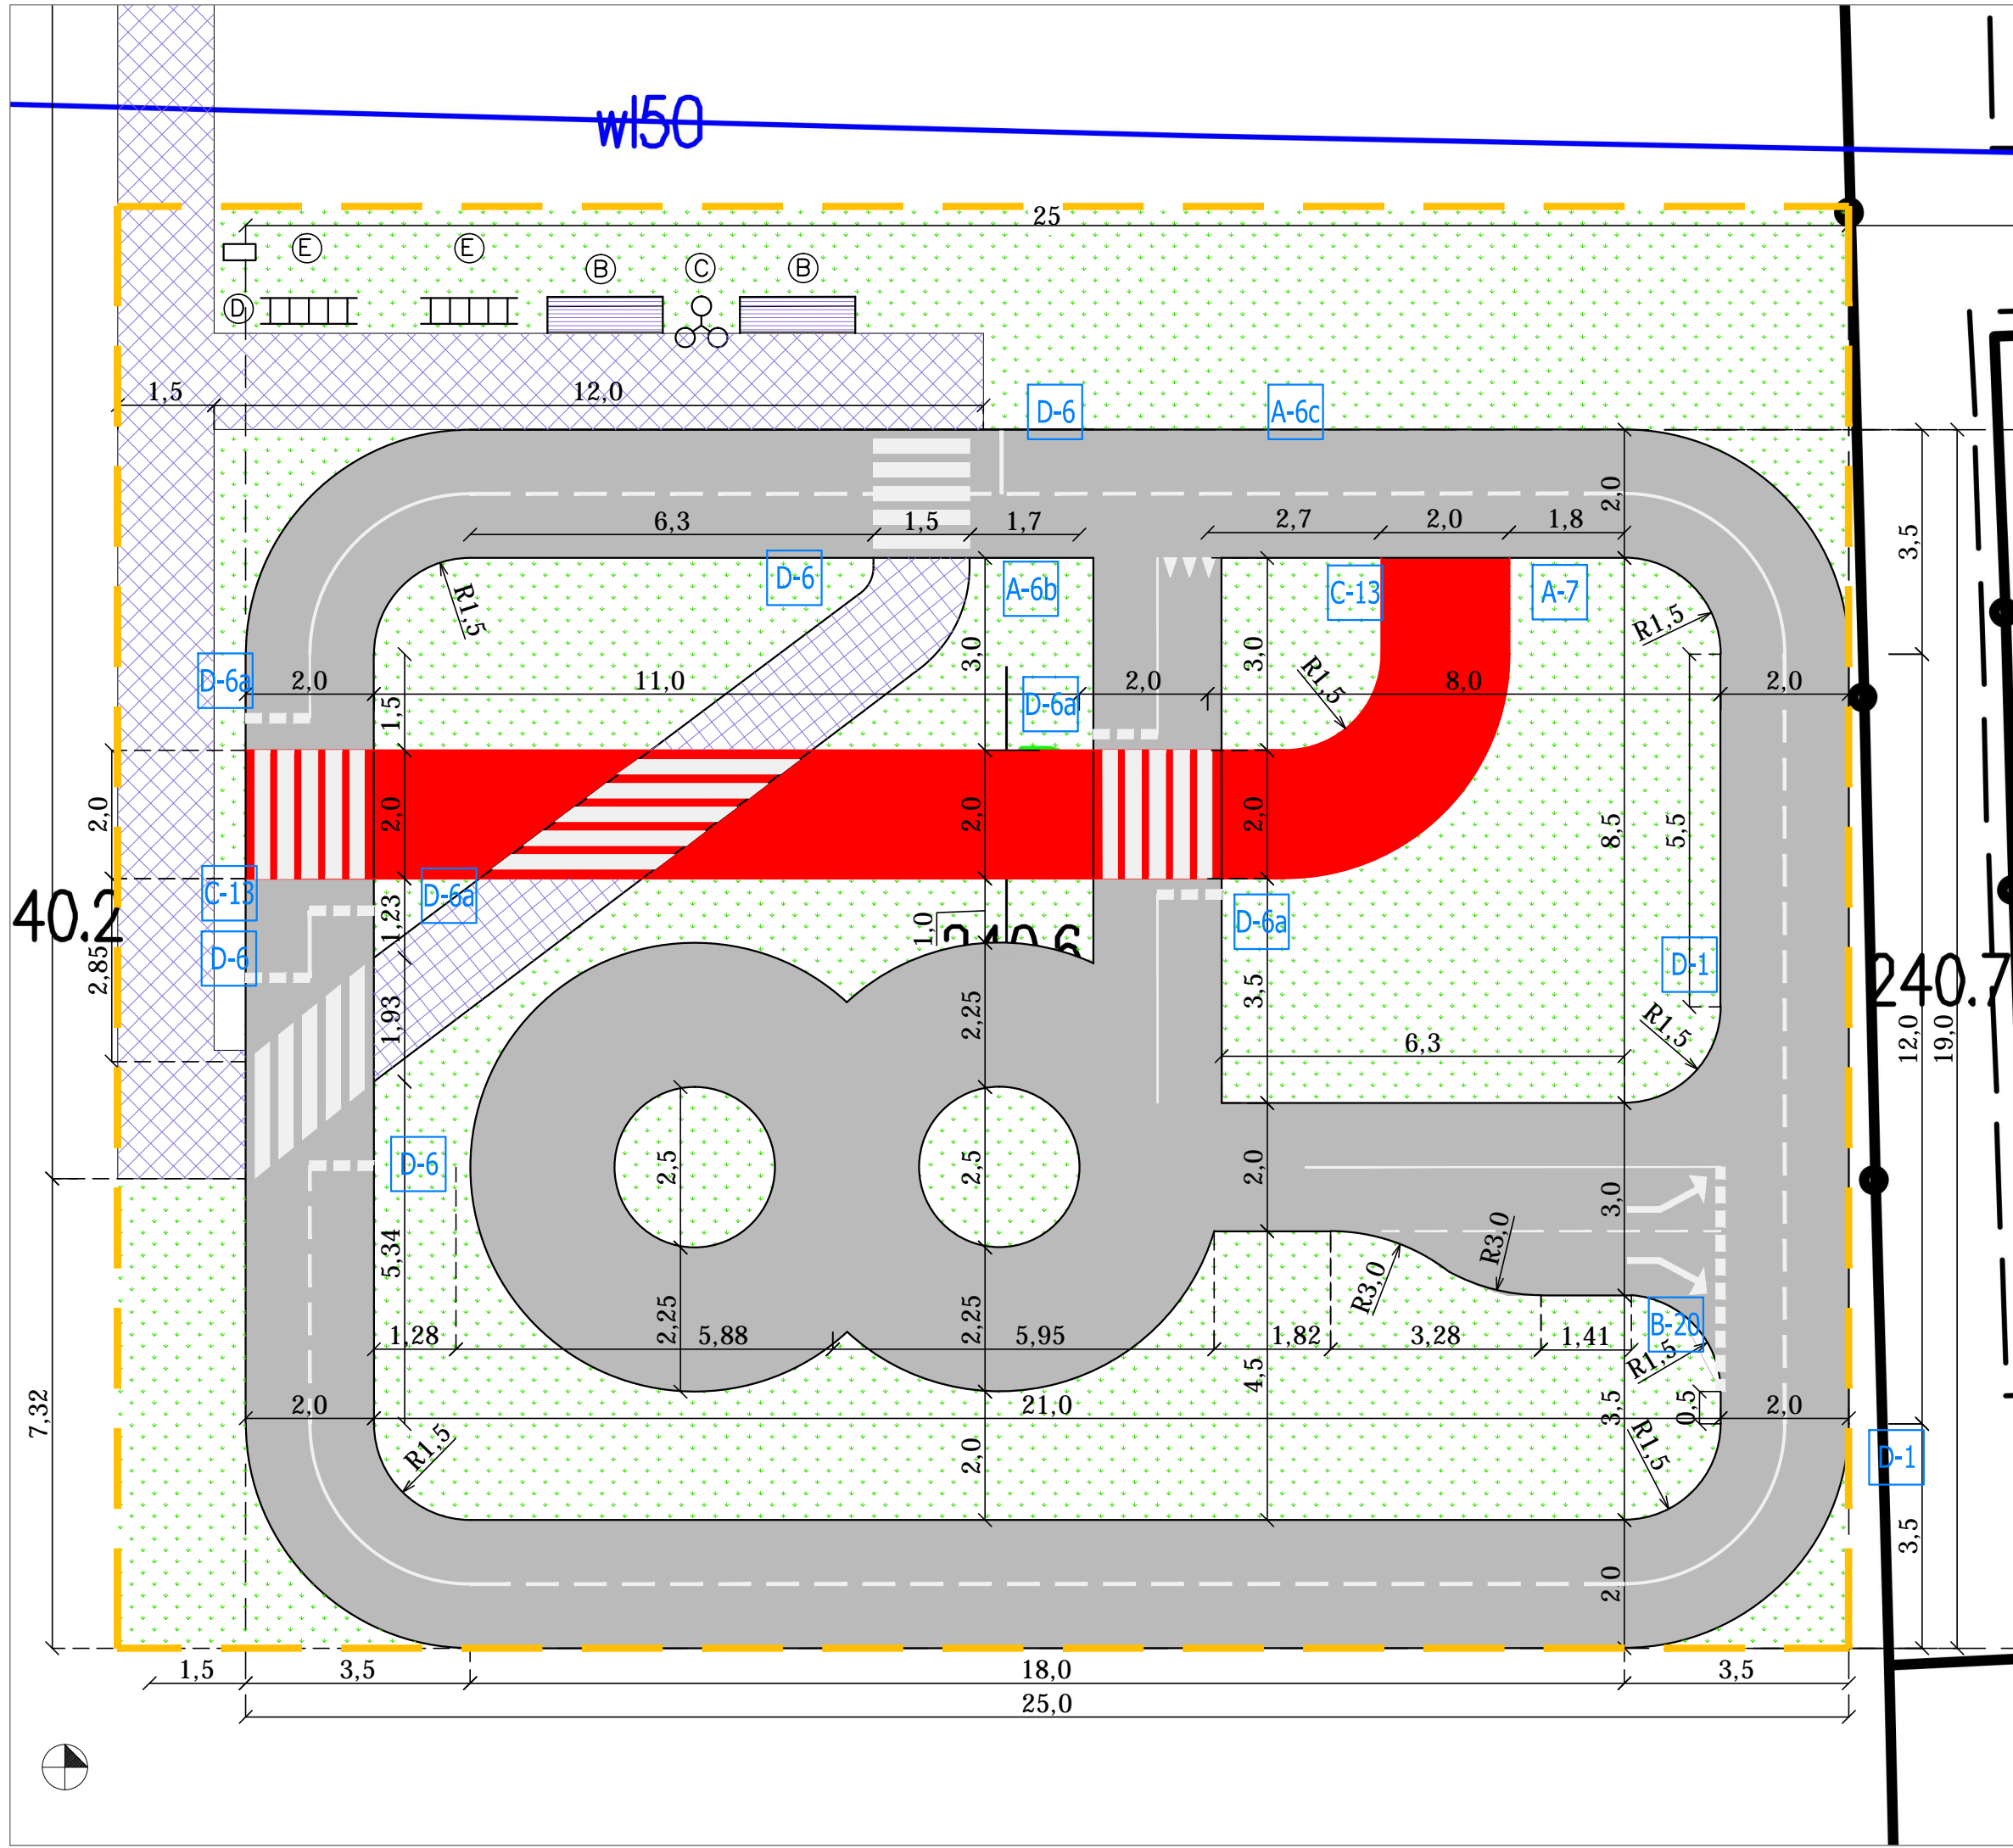 wl50
25
E
E
B
C
B
D
1,5
12,0
D-6
A-6c
2,0
6,3
1,5
1,7
2,7
2,0
1,8
3,5
D-6
A-6b
C-13
A-7
R1,5
R1,5
3,0
3,0
R1,5
D-6a
2,0
11,0
D-6a
2,0
8,0
2,0
1,5
2,0
2,0
2,0
2,0
8,5
5,5
C-13
D-6a
40.2
1,23
1,0
D-6a
D-6
2,85
D-1
240.7
1,93
2,25
3,5
R1,5
12,0
19,0
6,3
D-6
2,5
2,5
2,0
3,0
5,34
R3,0
R3,0
1,28
2,25
5,88
2,25
5,95
1,82
3,28
1,41
B-20
R1,5
4,5
7,32
2,0
21,0
3,5
0,5
2,0
R1,5
2,0
R1,5
D-1
2,0
3,5
1,5
3,5
18,0
3,5
25,0